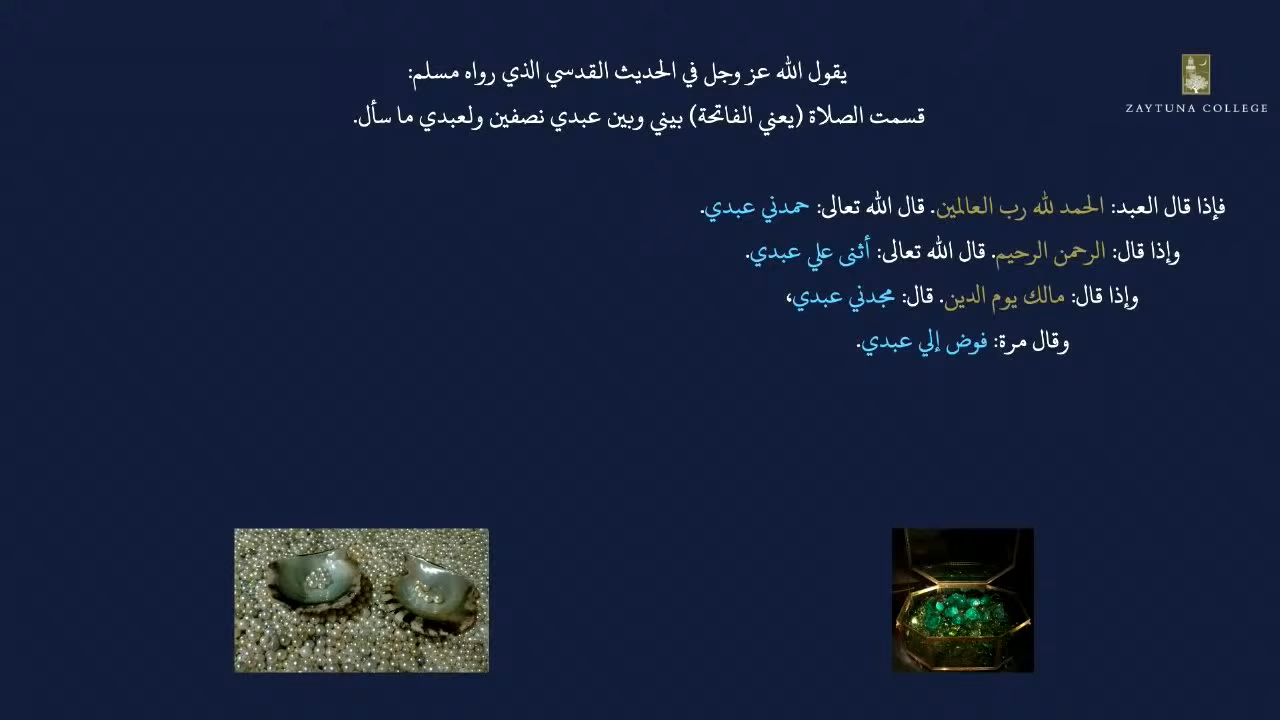 يقول الله عز وجل في الحديث القدسي الذي رواه مسلم:
قسمت الصلاة (يعني الفاتحة) بيني وبين عبدي نصفين ولعبدي ما سأل.
ZAYTUNA COLLEGE
فإذا قال العبد: الحمد لله رب العالمين. قال الله تعالى: حمدني عبدي.
وإذا قال: الرحمن الرحيم. قال الله تعالى: أثنى علي عبدي.
وإذا قال: مالك يوم الدين. قال: مجدني عبدي،
وقال مرة: فوض إلي عبدي.